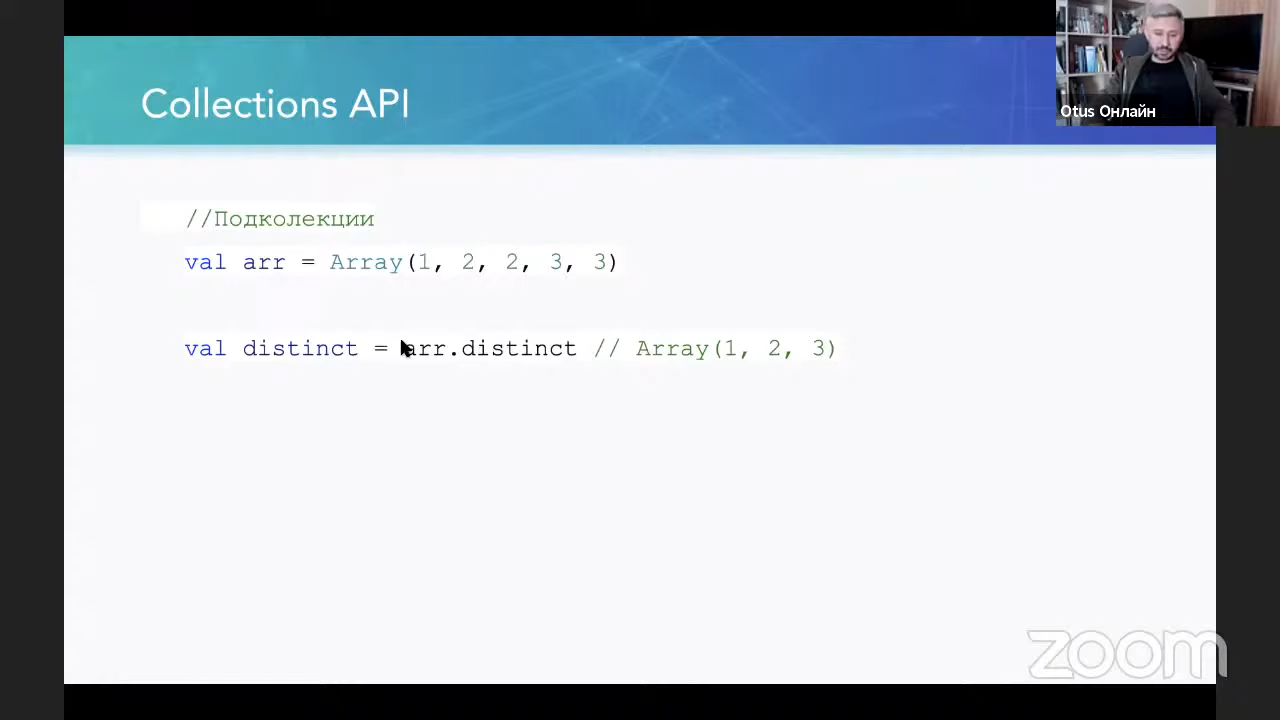 Collections API
Otus Онлайн
//Подколекции
val arr = Array(1, 2, 2, 3, 3)
val distinct = arr.distinct // Array(1, 2, 3)
zoom